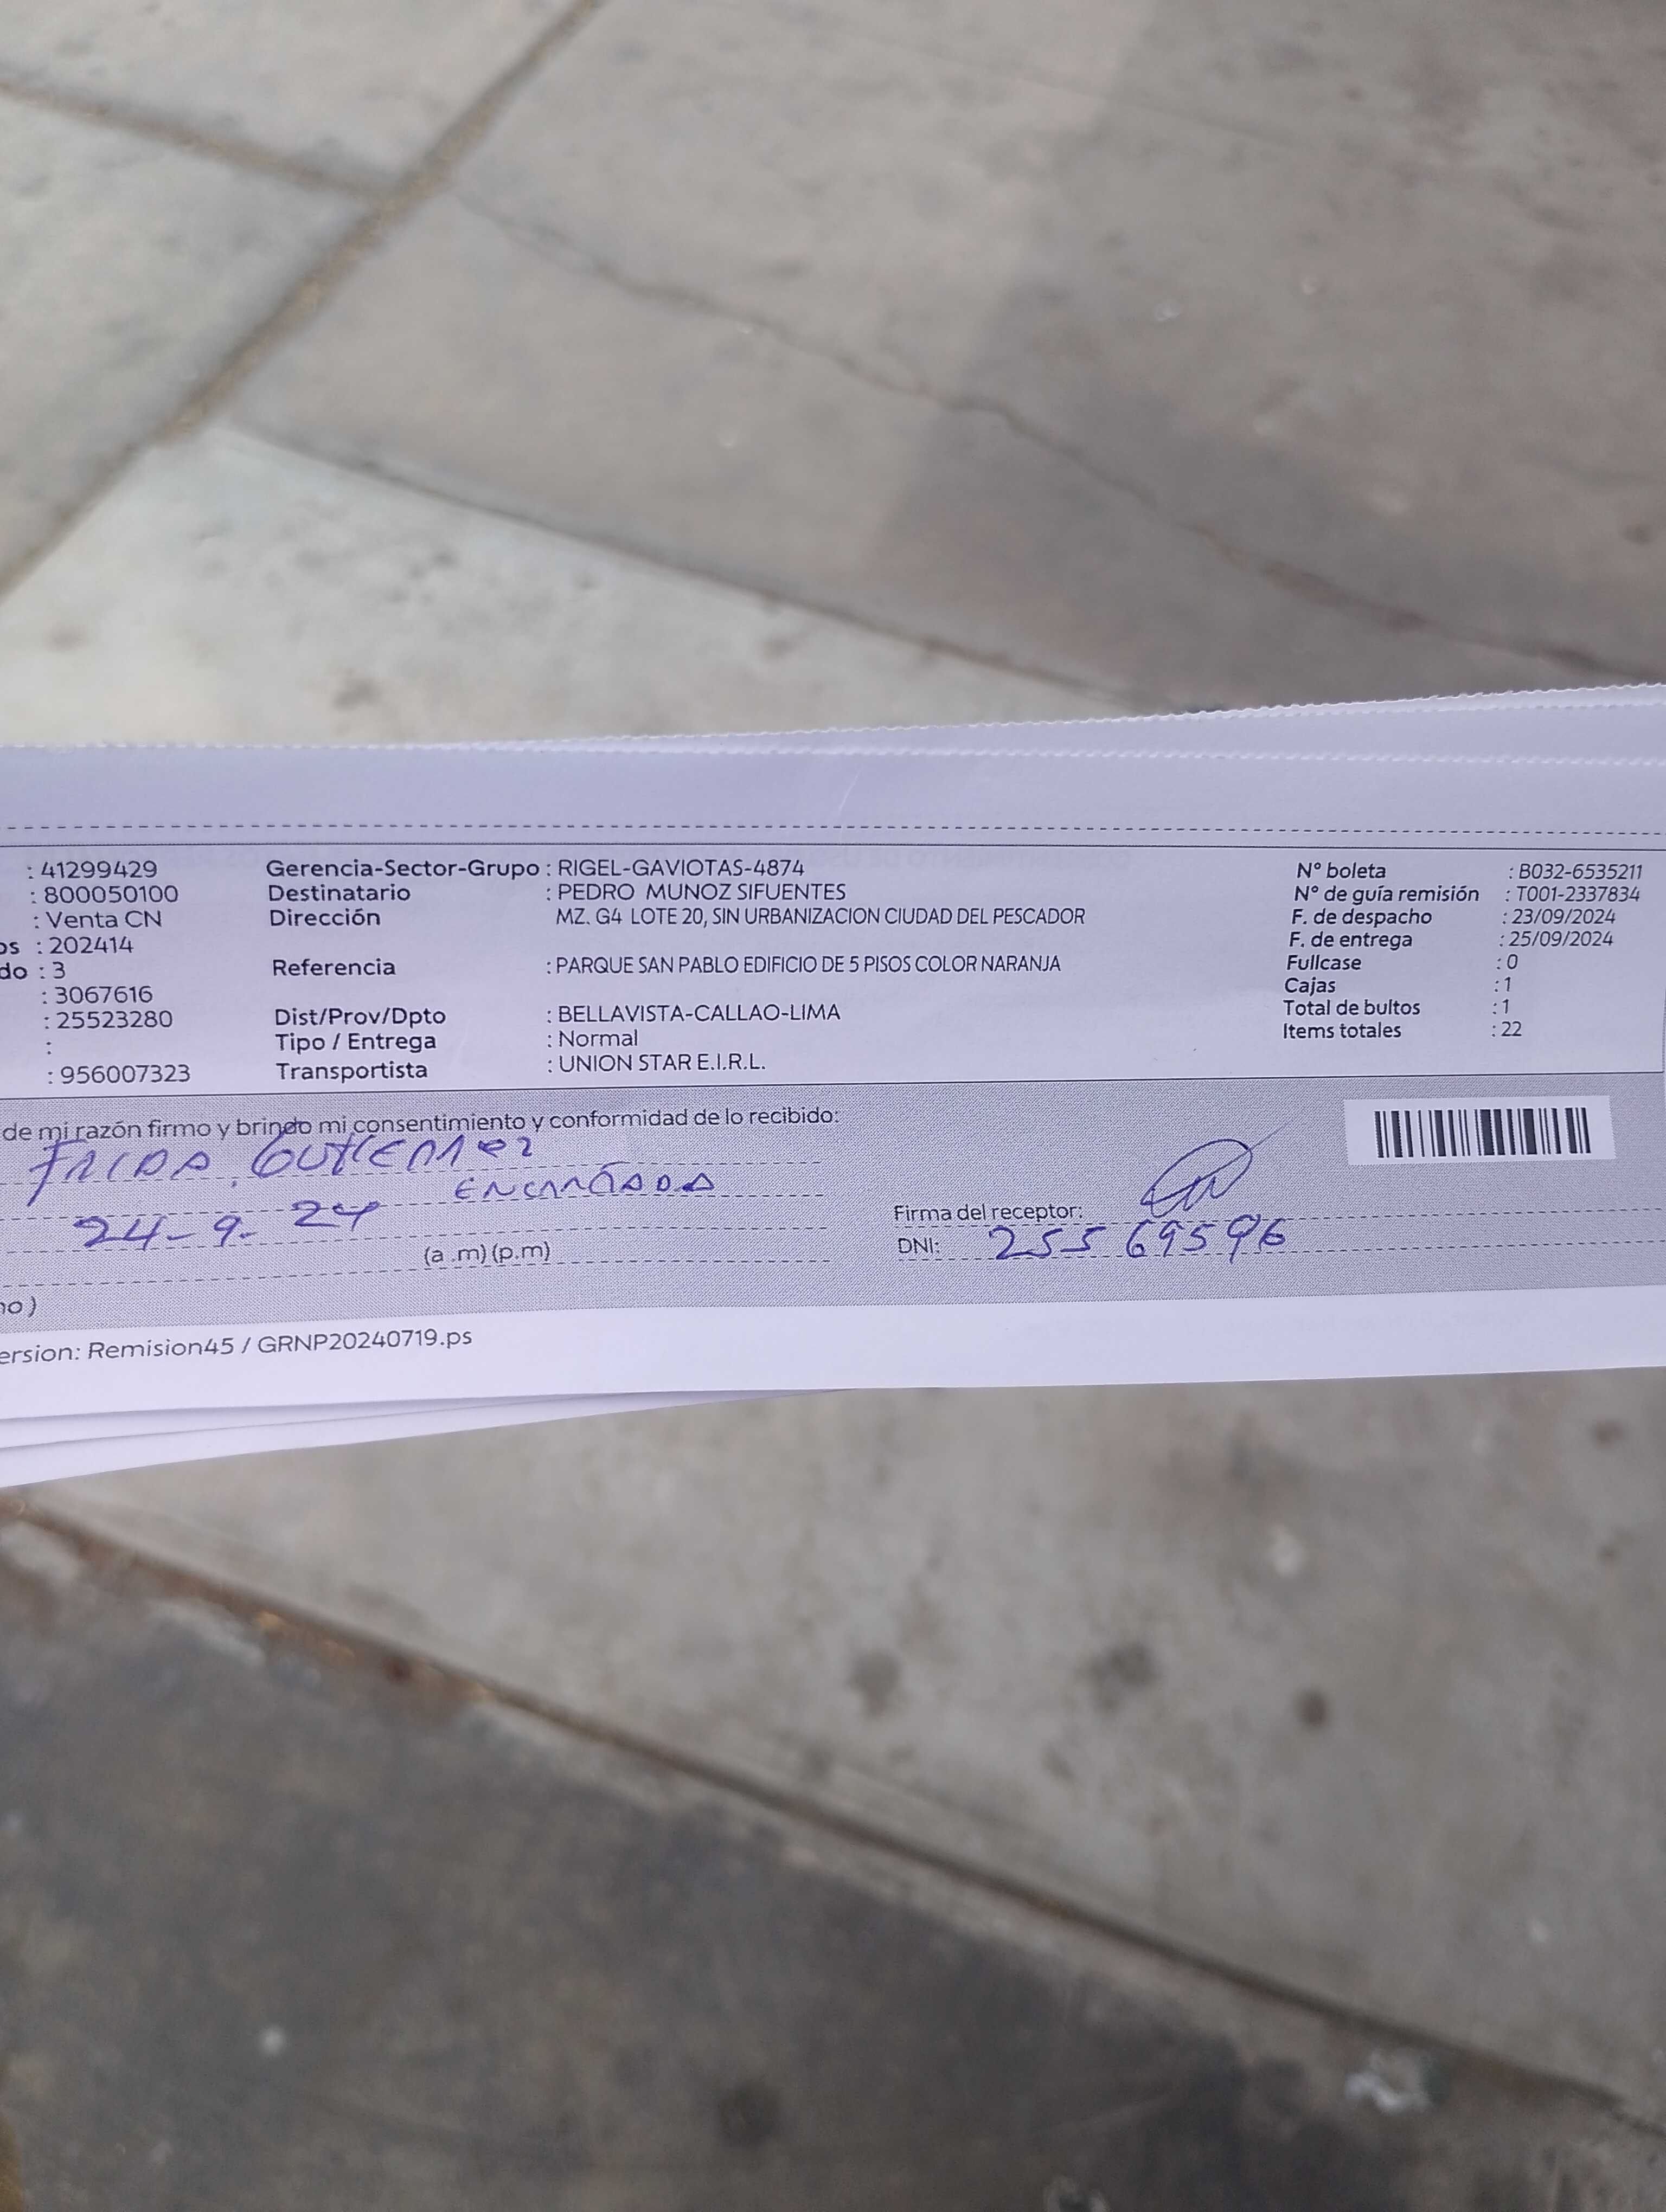 : 41299429 Gerencia-Sector-Grupo : RIGEL-GAVIOTAS-4874 N° boleta : B032-6535211
: 800050100 Destinatario : PEDRO MUNOZ SIFUENTES N° de guía remisión : T001-2337834
: Venta CN Dirección MZ. G4 LOTE 20, SIN URBANIZACION CIUDAD DEL PESCADOR F. de despacho : 23/09/2024
os : 202414 F. de entrega : 25/09/2024
do : 3 Referencia : PARQUE SAN PABLO EDIFICIO DE 5 PISOS COLOR NARANJA Fullcase : 0
: 3067616 Cajas : 1
: 25523280 Dist/Prov/Dpto : BELLAVISTA-CALLAO-LIMA Total de bultos : 1
: Tipo / Entrega : Normal Items totales : 22
: 956007323 Transportista : UNION STAR E.I.R.L.
de mi razón firmo y brindo mi consentimiento y conformidad de lo recibido:
FRIDA GUTIERREZ
ENCARGADA
24-9-24 Firma del receptor:
(a .m) (p.m) DNI: 25569596
no )
ersion: Remision45 / GRNP20240719.ps